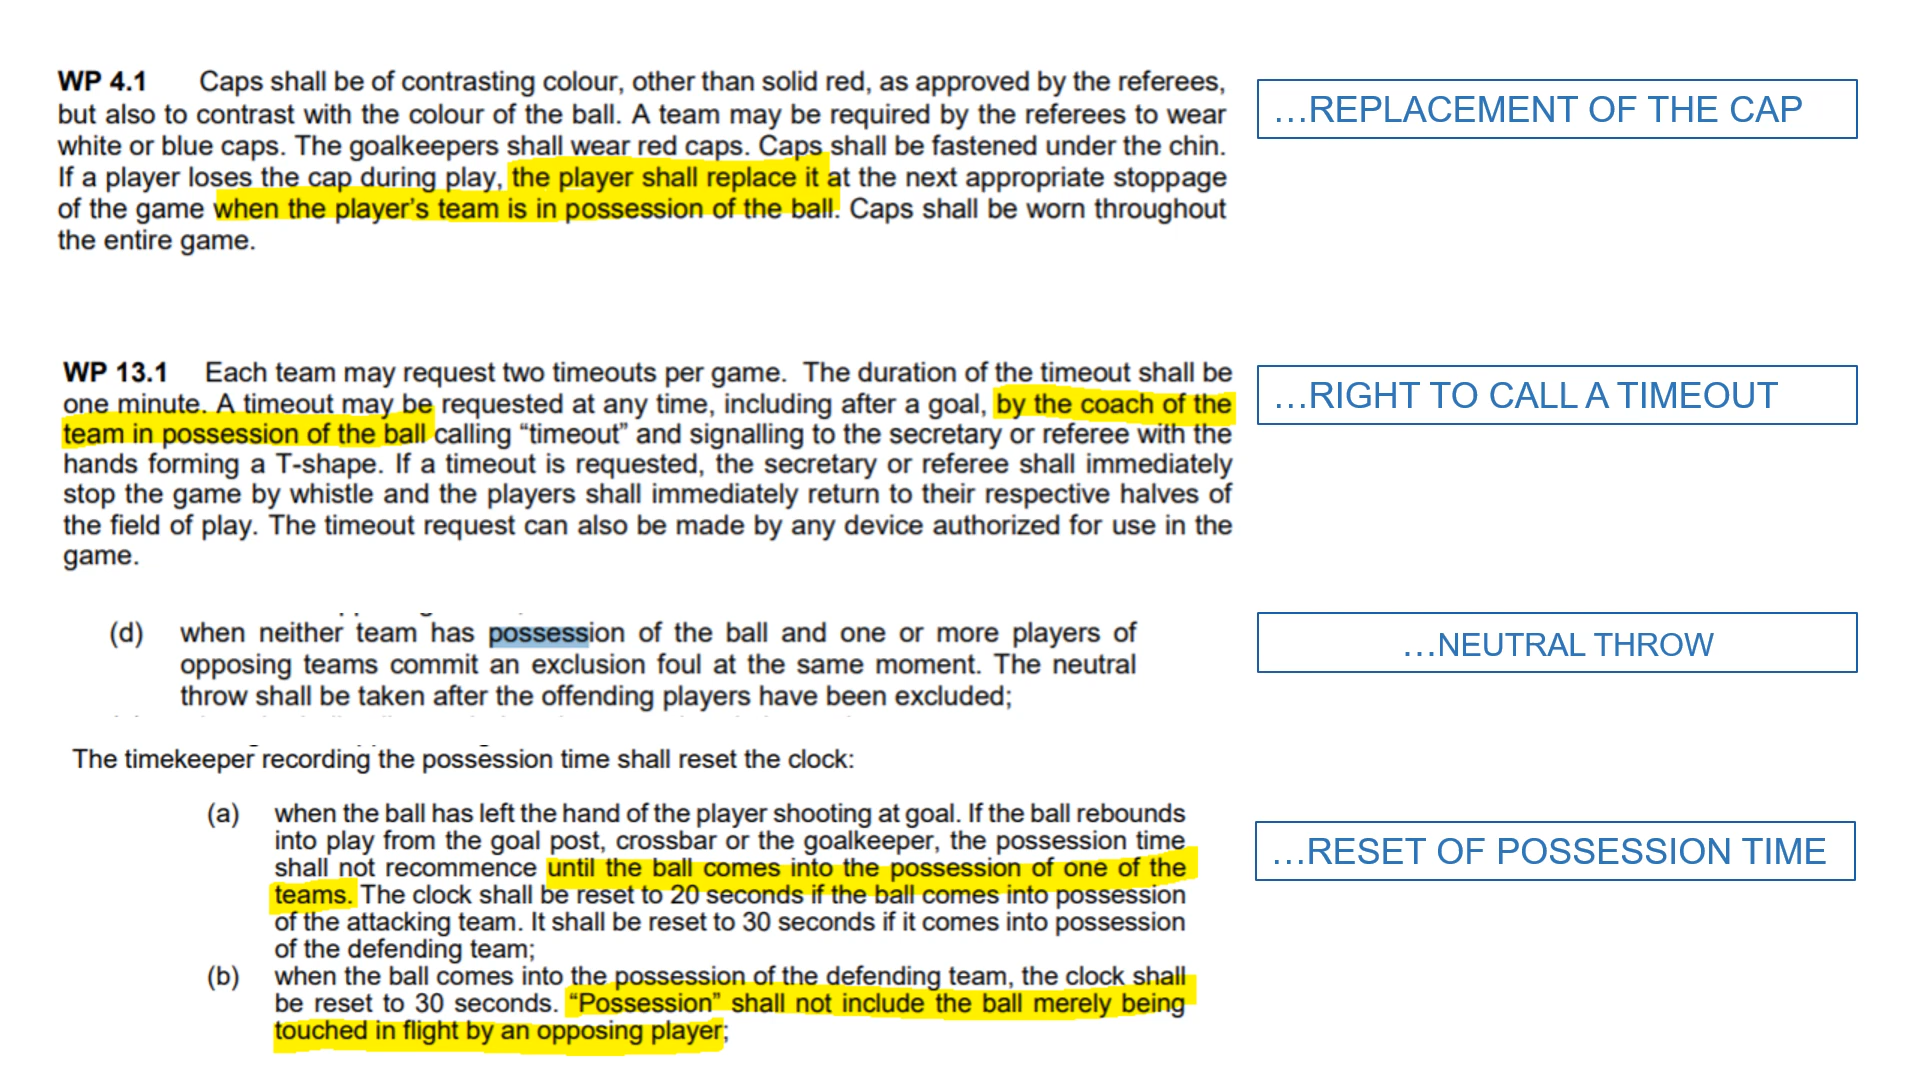 WP 4.1 Caps shall be of contrasting colour, other than solid red, as approved by the referees,
but also to contrast with the colour of the ball. A team may be required by the referees to wear
white or blue caps. The goalkeepers shall wear red caps. Caps shall be fastened under the chin.
If a player loses the cap during play, the player shall replace it at the next appropriate stoppage
of the game when the player's team is in possession of the ball. Caps shall be worn throughout
the entire game.
...REPLACEMENT OF THE CAP
WP 13.1 Each team may request two timeouts per game. The duration of the timeout shall be
one minute. A timeout may be requested at any time, including after a goal, by the coach of the
team in possession of the ball calling “timeout” and signalling to the secretary or referee with the
hands forming a T-shape. If a timeout is requested, the secretary or referee shall immediately
stop the game by whistle and the players shall immediately return to their respective halves of
the field of play. The timeout request can also be made by any device authorized for use in the
game.
...RIGHT TO CALL A TIMEOUT
(d) when neither team has possession of the ball and one or more players of
opposing teams commit an exclusion foul at the same moment. The neutral
throw shall be taken after the offending players have been excluded;
...NEUTRAL THROW
The timekeeper recording the possession time shall reset the clock:
(a) when the ball has left the hand of the player shooting at goal. If the ball rebounds
into play from the goal post, crossbar or the goalkeeper, the possession time
shall not recommence until the ball comes into the possession of one of the
teams. The clock shall be reset to 20 seconds if the ball comes into possession
of the attacking team. It shall be reset to 30 seconds if it comes into possession
of the defending team;
(b) when the ball comes into the possession of the defending team, the clock shall
be reset to 30 seconds. “Possession” shall not include the ball merely being
touched in flight by an opposing player;
...RESET OF POSSESSION TIME